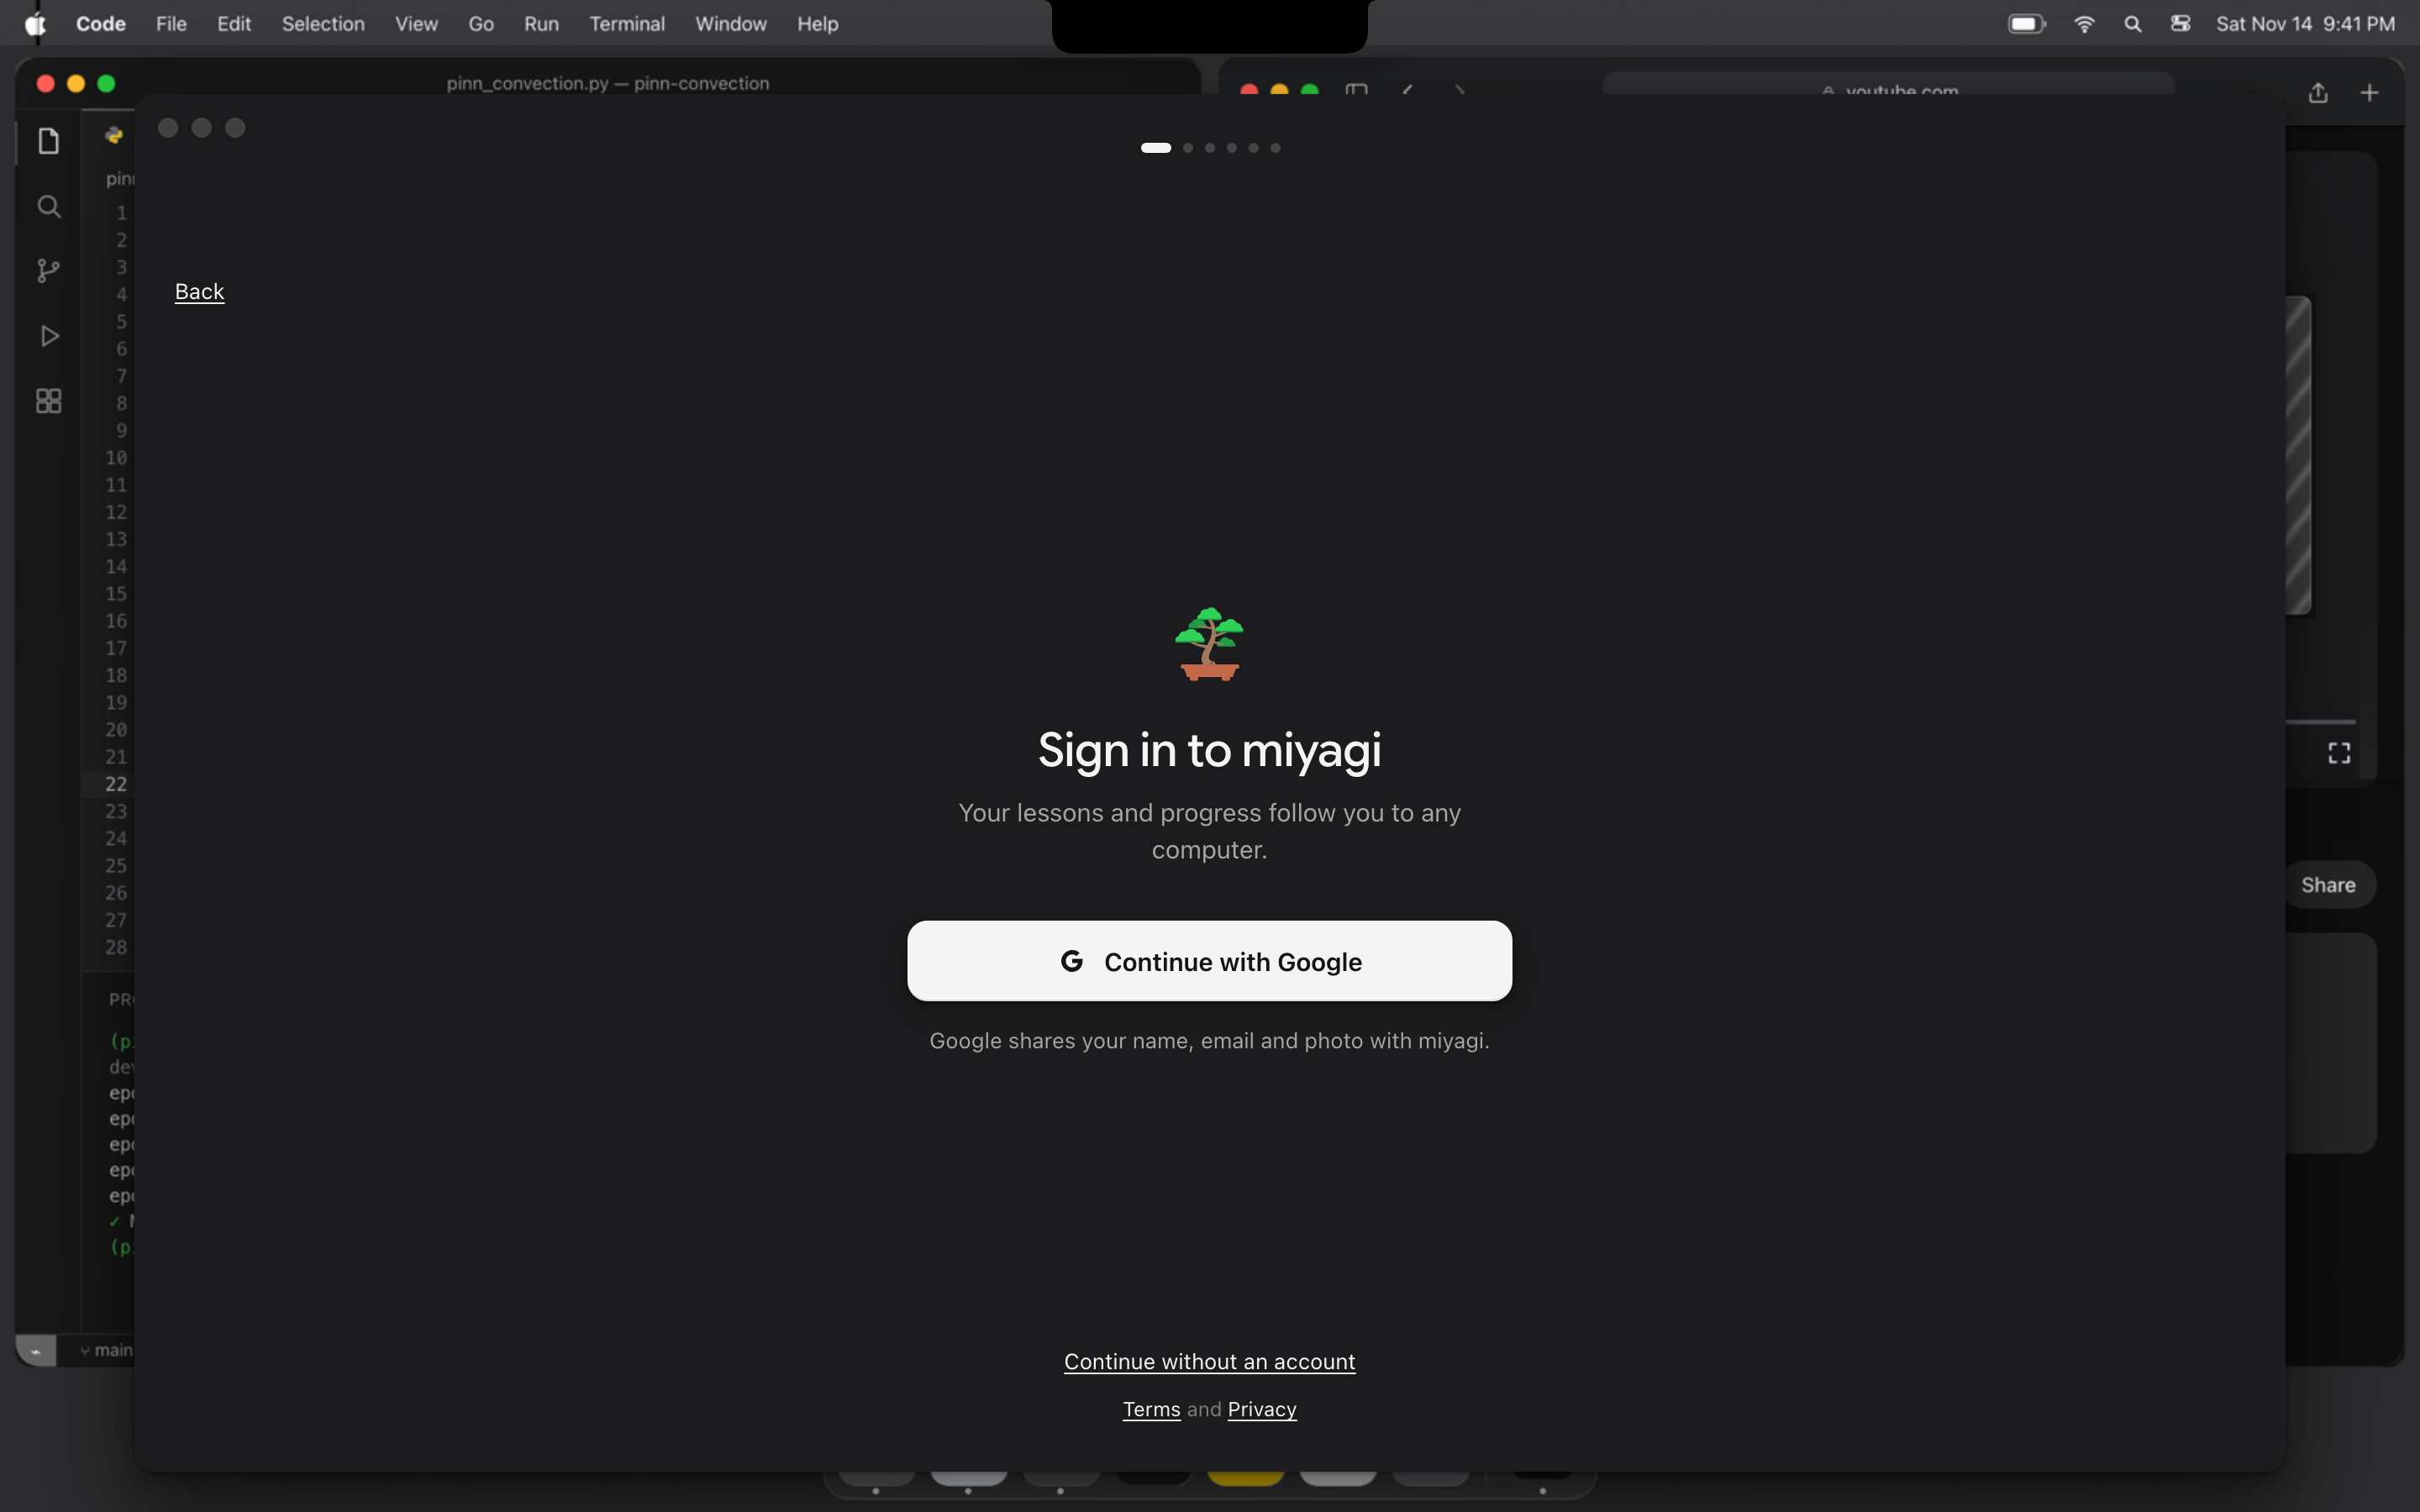 Code File Edit Selection View Go Run Terminal Window Help
Sat Nov 14 9:41 PM
pinn_convection.py — pinn-convection
youtube.com
Back
1
2
3
4
5
6
7
8
9
10
11
12
13
14
15
16
17
18
19
20
21
22
23
24
25
26
27
28
Sign in to miyagi
Your lessons and progress follow you to any
computer.
Share
Continue with Google
Google shares your name, email and photo with miyagi.
main
Continue without an account
Terms and Privacy